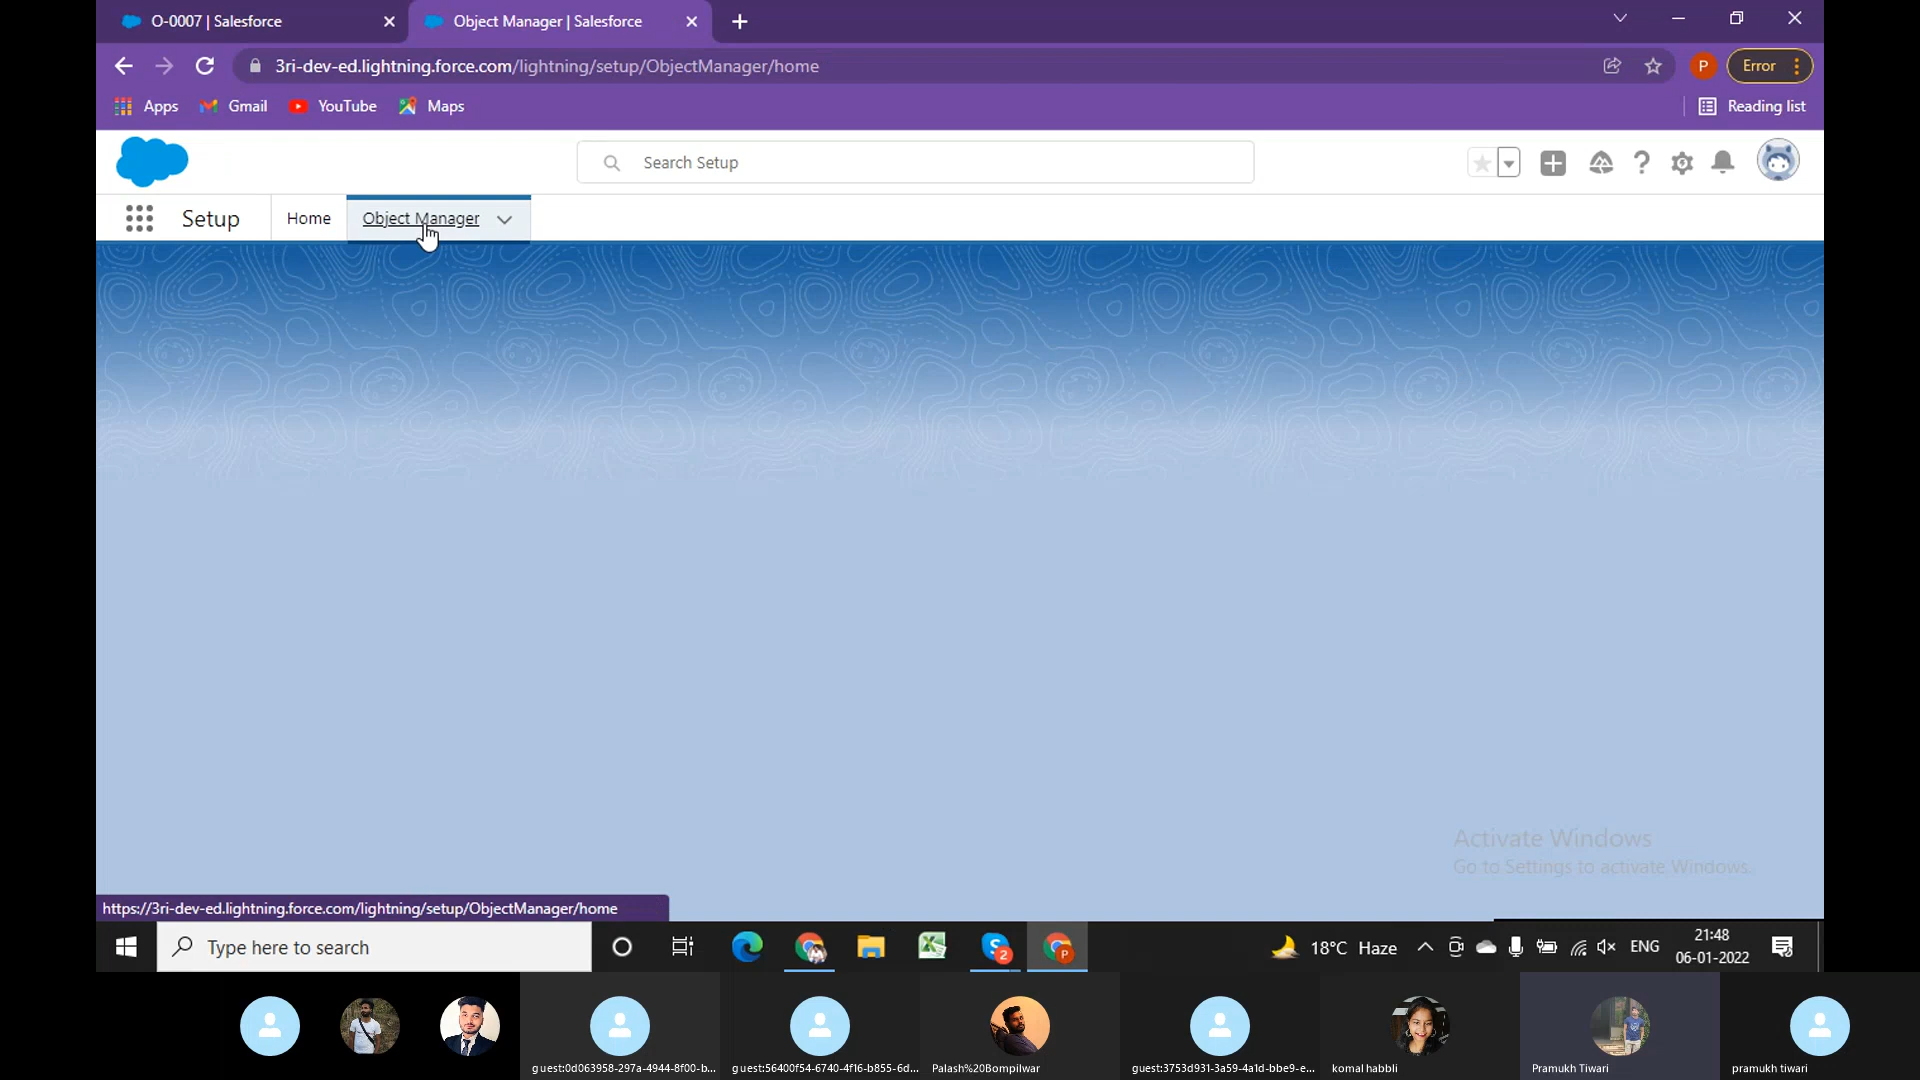 O-0007 | Salesforce
Object Manager | Salesforce
3ri-dev-ed.lightning.force.com/lightning/setup/ObjectManager/home
P
Error
Apps
Gmail
YouTube
Maps
Reading list
Search Setup
Setup
Home
Object Manager
Activate Windows
Go to Settings to activate Windows.
https://3ri-dev-ed.lightning.force.com/lightning/setup/ObjectManager/home
Type here to search
2
P
18°C Haze
ENG
21:48
06-01-2022
guest:0d063958-297a-4944-8f00-b...
guest:56400f54-6740-4f16-b855-6d...
Palash%20Bompilwar
guest:3753d931-3a59-4a1d-bbe9-e...
komal habbli
Pramukh Tiwari
pramukh tiwari